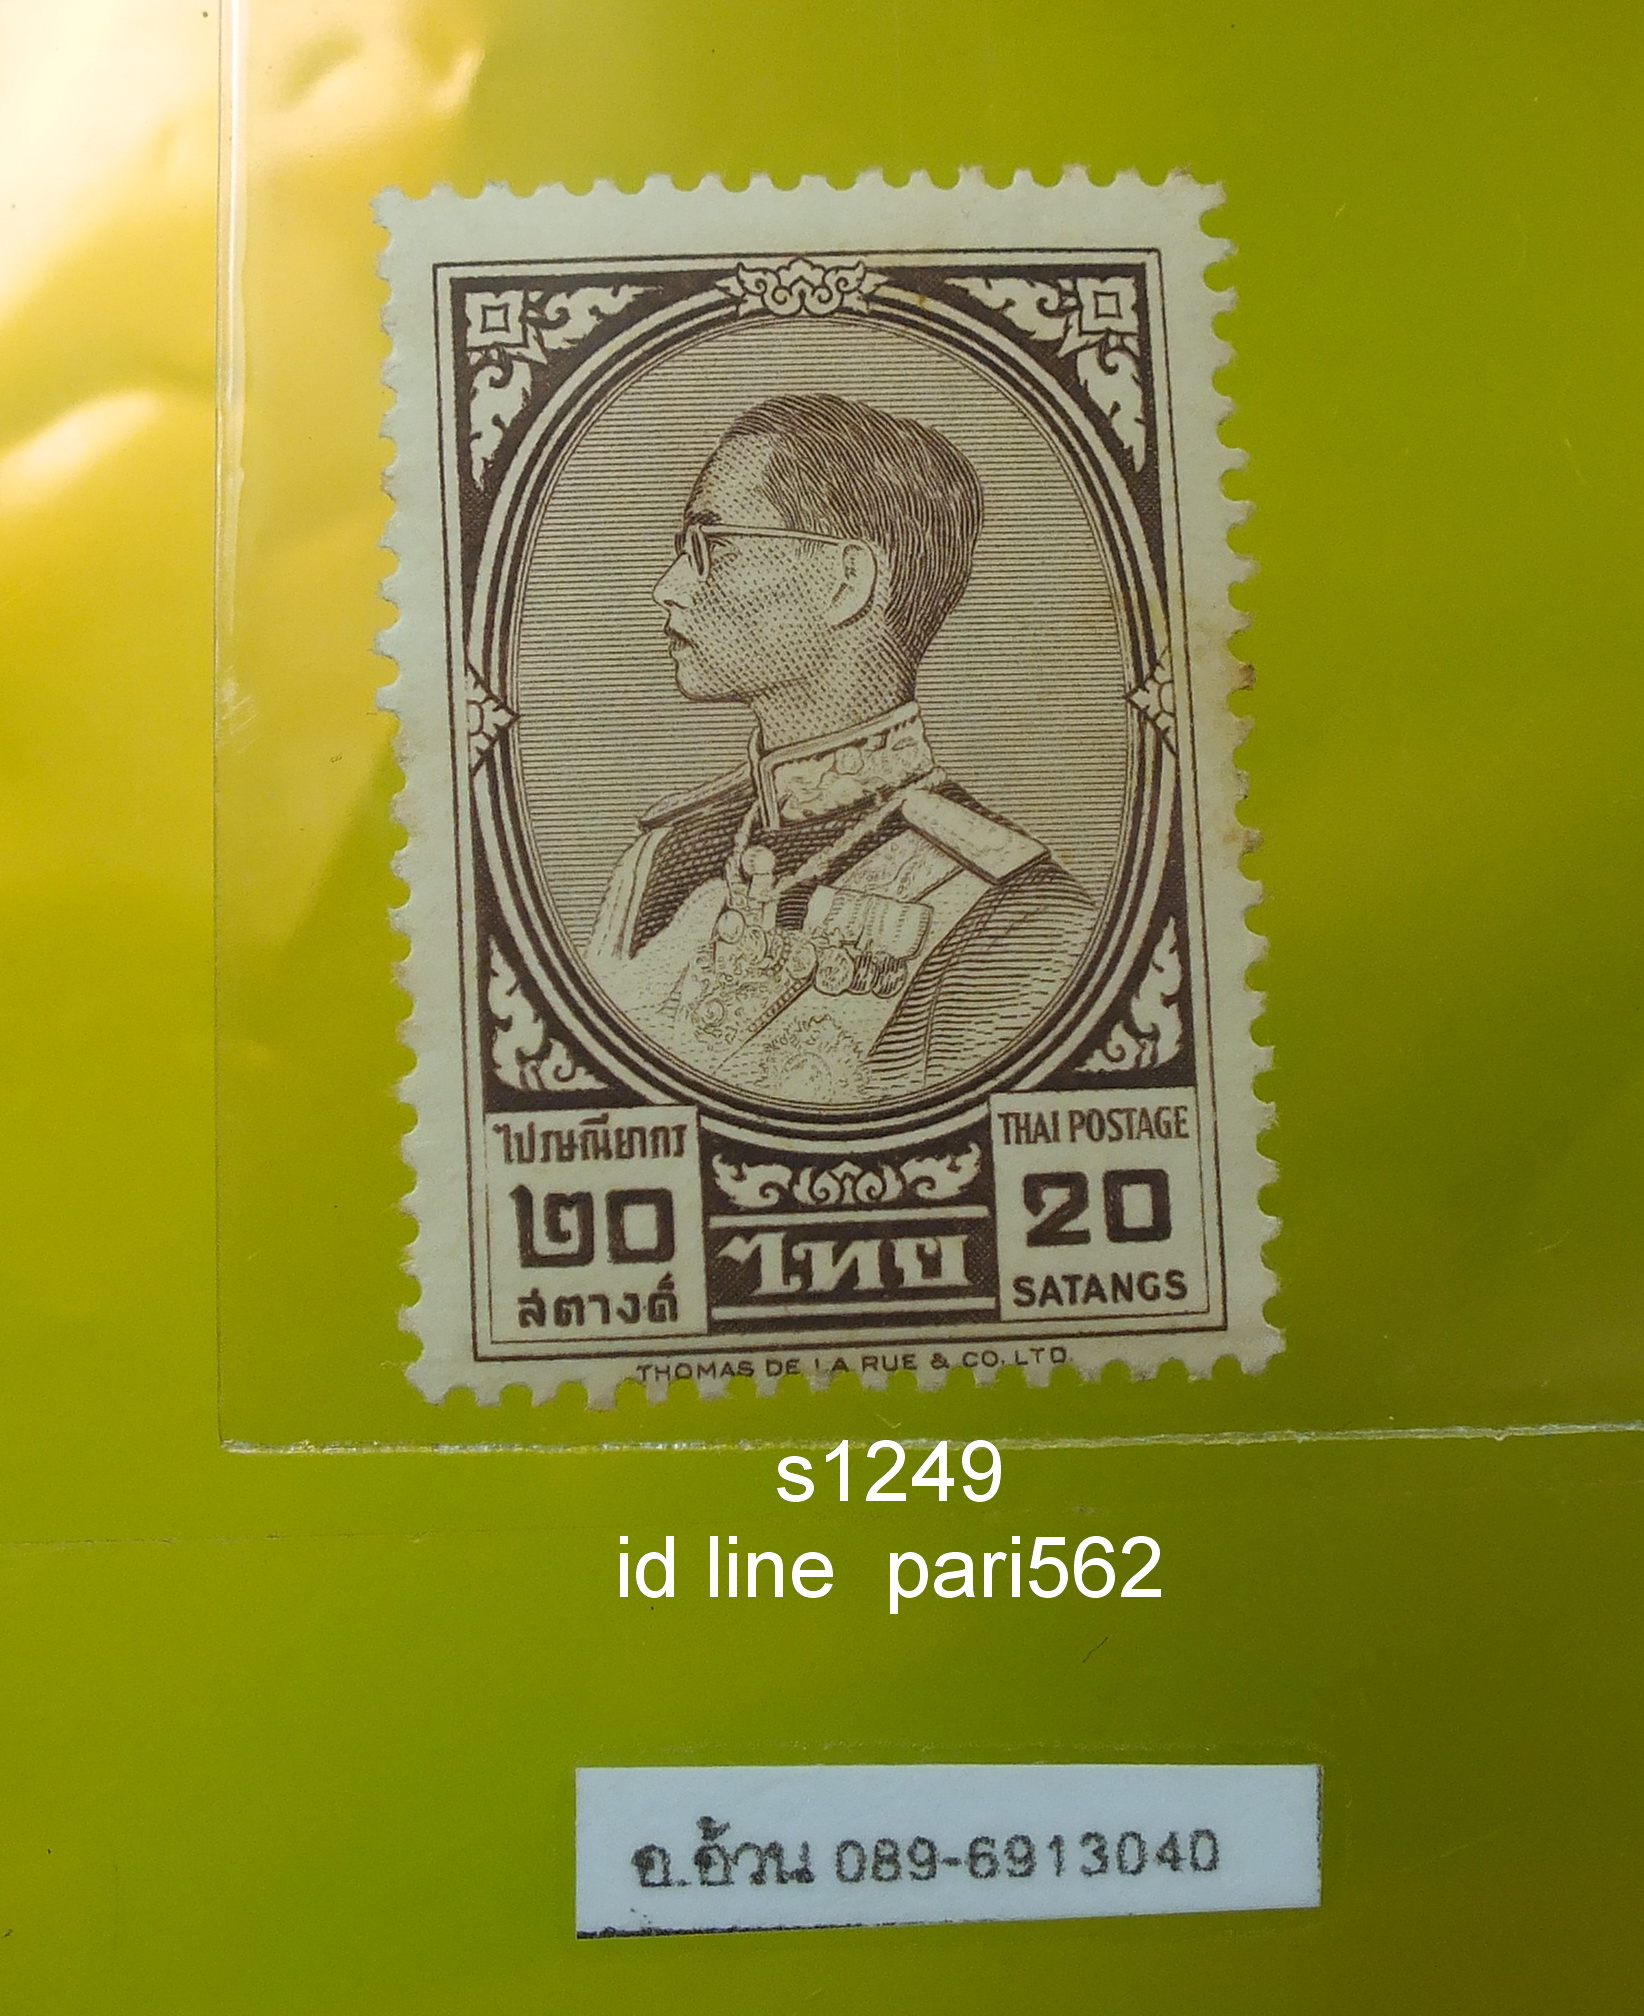 ไปรษณียากร
๒๐
สตางค์
ไทย
THAI POSTAGE
20
SATANGS
THOMAS DE LA RUE & CO. LTD.
s1249
id line  pari562
อ.อ้วน 089-6913040